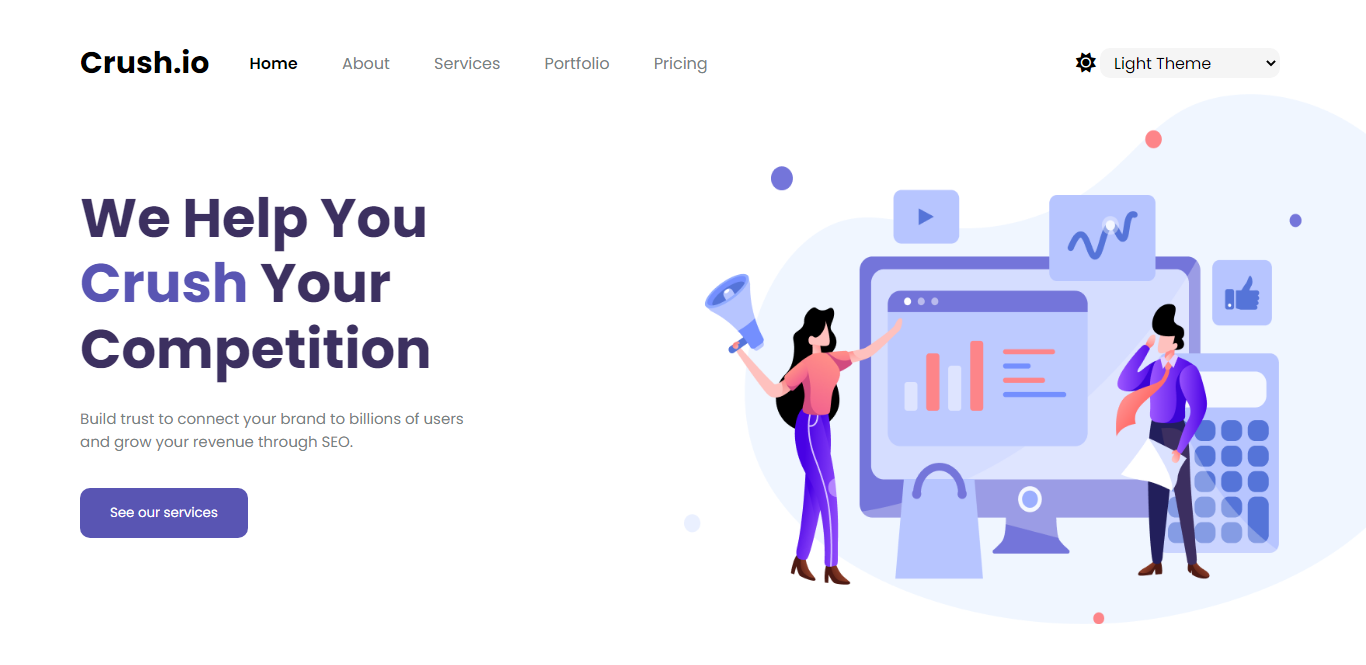 Crush.io Home About Services Portfolio Pricing Light Theme
We Help You
Crush Your
Competition
Build trust to connect your brand to billions of users
and grow your revenue through SEO.
See our services